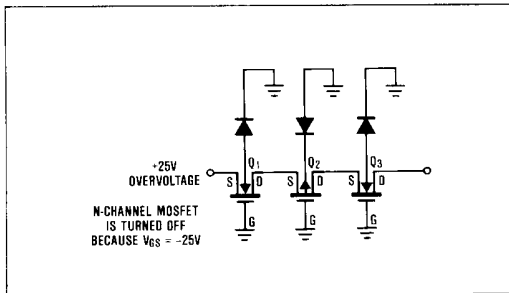 Q1 Q2 Q3
+25V
OVERVOLTAGE
S D S D S D
N-CHANNEL MOSFET
IS TURNED OFF
BECAUSE VGS = -25V
G G G